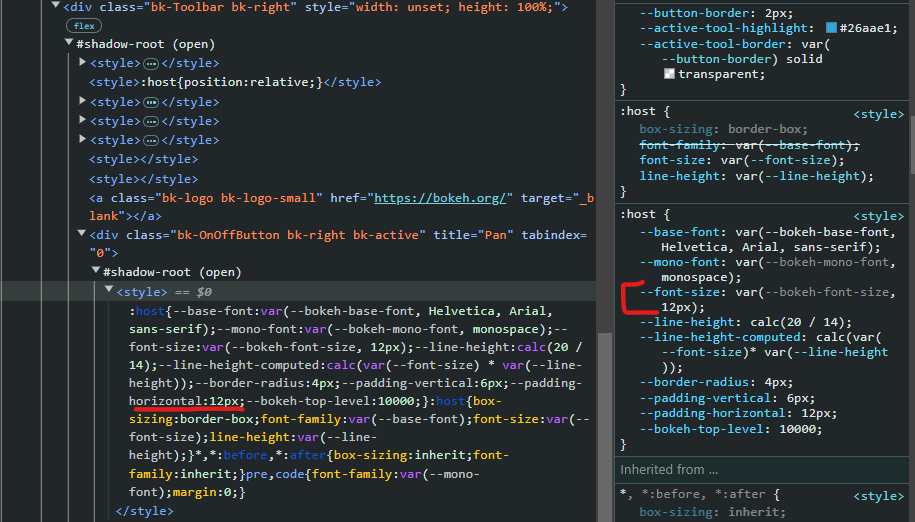 <div class="bk-Toolbar bk-right" style="width: unset; height: 100%;">
flex
#shadow-root (open)
<style> … </style>
<style>:host{position:relative;}</style>
<style> … </style>
<style> … </style>
<style> … </style>
<style></style>
<style></style>
<a class="bk-logo bk-logo-small" href="https://bokeh.org/" target="_b
lank"></a>
<div class="bk-OnOffButton bk-right bk-active" title="Pan" tabindex=
"0">
#shadow-root (open)
<style> == $0
:host{--base-font:var(--bokeh-base-font, Helvetica, Arial,
sans-serif);--mono-font:var(--bokeh-mono-font, monospace);--
font-size:var(--bokeh-font-size, 12px);--line-height:calc(20 /
14);--line-height-computed:calc(var(--font-size) * var(--line-
height));--border-radius:4px;--padding-vertical:6px;--padding-
horizontal:12px;--bokeh-top-level:10000;}:host{box-
sizing:border-box;font-family:var(--base-font);font-size:var(--
font-size);line-height:var(--line-
height);}*,*:before,*:after{box-sizing:inherit;font-
family:inherit;}pre,code{font-family:var(--mono-
font);margin:0;}
</style>
--button-border: 2px;
--active-tool-highlight: #26aae1;
--active-tool-border: var(
--button-border) solid
transparent;
}
:host { <style>
box-sizing: border-box;
font-family: var(--base-font);
font-size: var(--font-size);
line-height: var(--line-height);
}
:host { <style>
--base-font: var(--bokeh-base-font,
Helvetica, Arial, sans-serif);
--mono-font: var(--bokeh-mono-font,
monospace);
--font-size: var(--bokeh-font-size,
12px);
--line-height: calc(20 / 14);
--line-height-computed: calc(var(
--font-size)* var(--line-height
));
--border-radius: 4px;
--padding-vertical: 6px;
--padding-horizontal: 12px;
--bokeh-top-level: 10000;
}
Inherited from …
*, *:before, *:after { <style>
box-sizing: inherit;